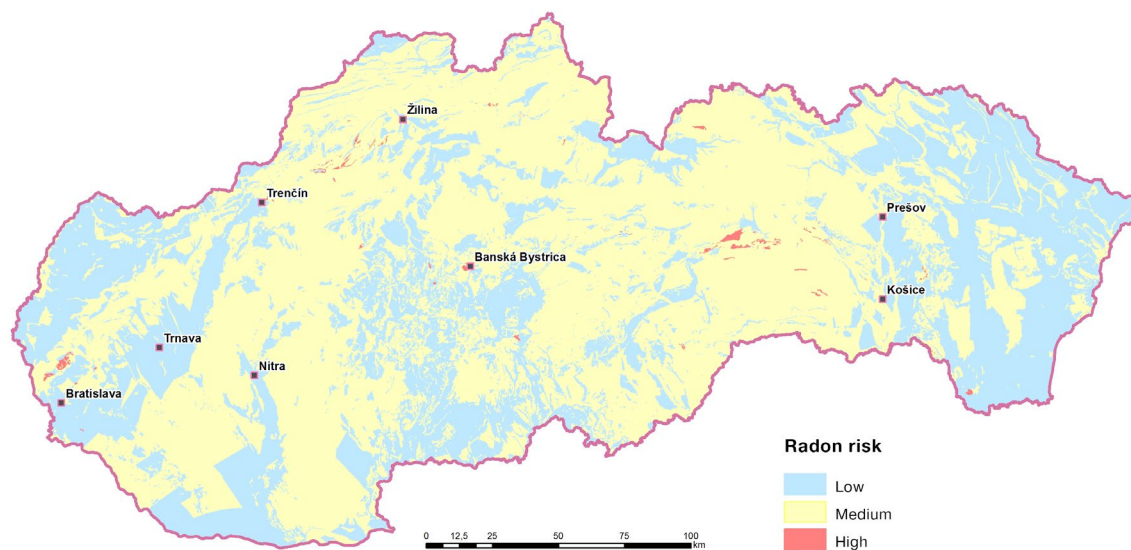 Žilina
Trenčín
Prešov
Banská Bystrica
Košice
Trnava
Nitra
Bratislava
Radon risk
Low
Medium
High
0 12,5 25 50 75 100
km